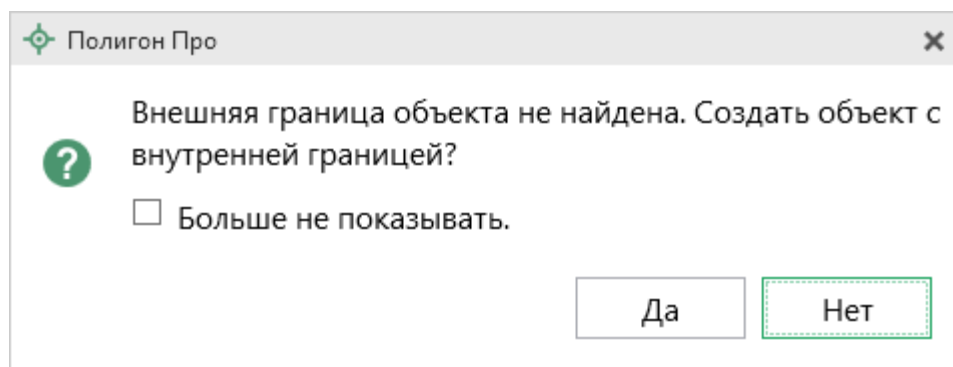 Полигон Про
Внешняя граница объекта не найдена. Создать объект с
внутренней границей?
Больше не показывать.
Да
Нет